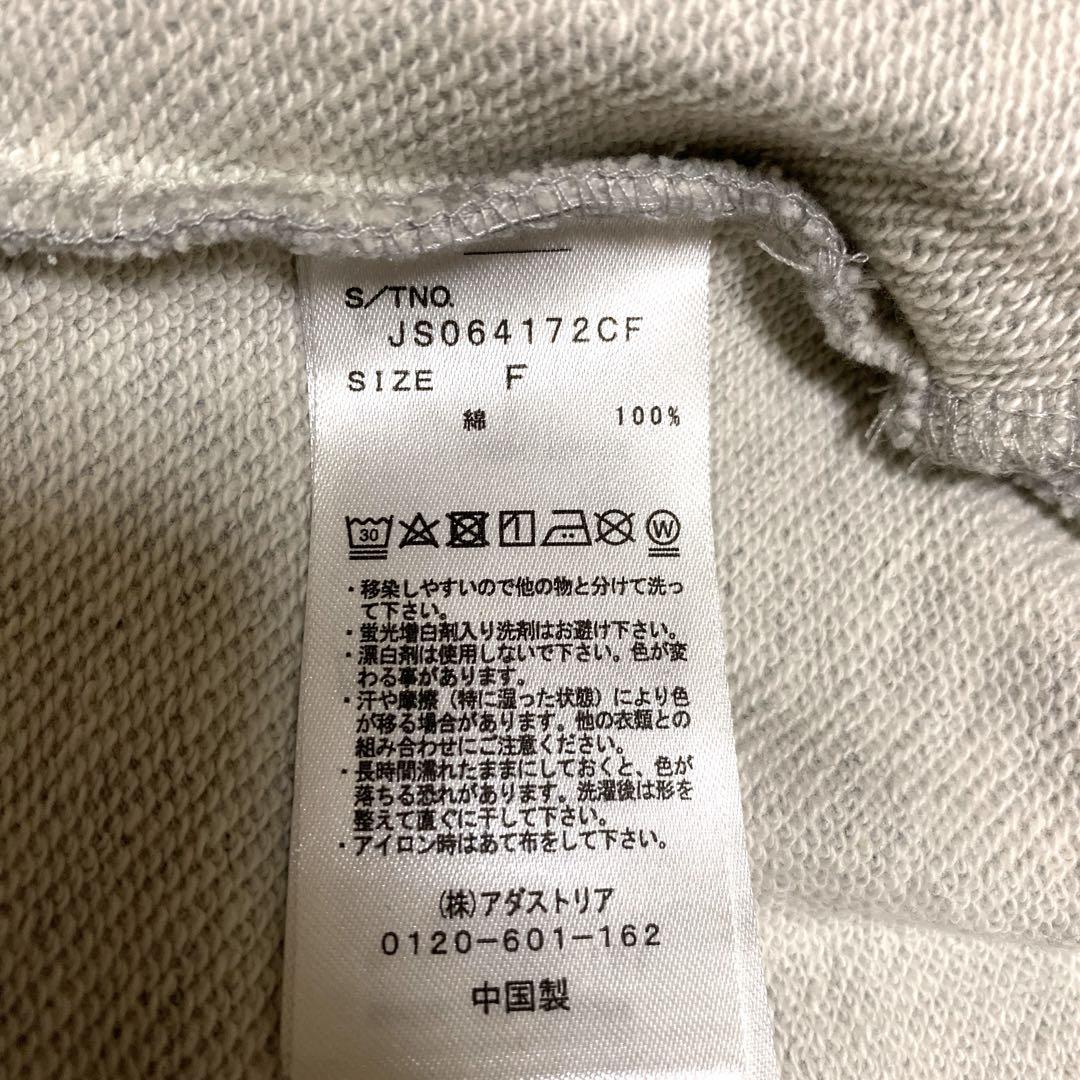 S/TNO.
JS064172CF
SIZE F
綿 100%
30 W
・移染しやすいので他の物と分けて洗っ
て下さい。
・蛍光増白剤入り洗剤はお避け下さい。
・漂白剤は使用しないで下さい。色が変
わる事があります。
・汗や摩擦（特に湿った状態）により色
が移る場合があります。他の衣類との
組み合わせにご注意ください。
・長時間濡れたままにしておくと、色が
落ちる恐れがあります。洗濯後は形を
整えて直ぐに干して下さい。
・アイロン時はあて布をして下さい。
(株)アダストリア
0120-601-162
中国製